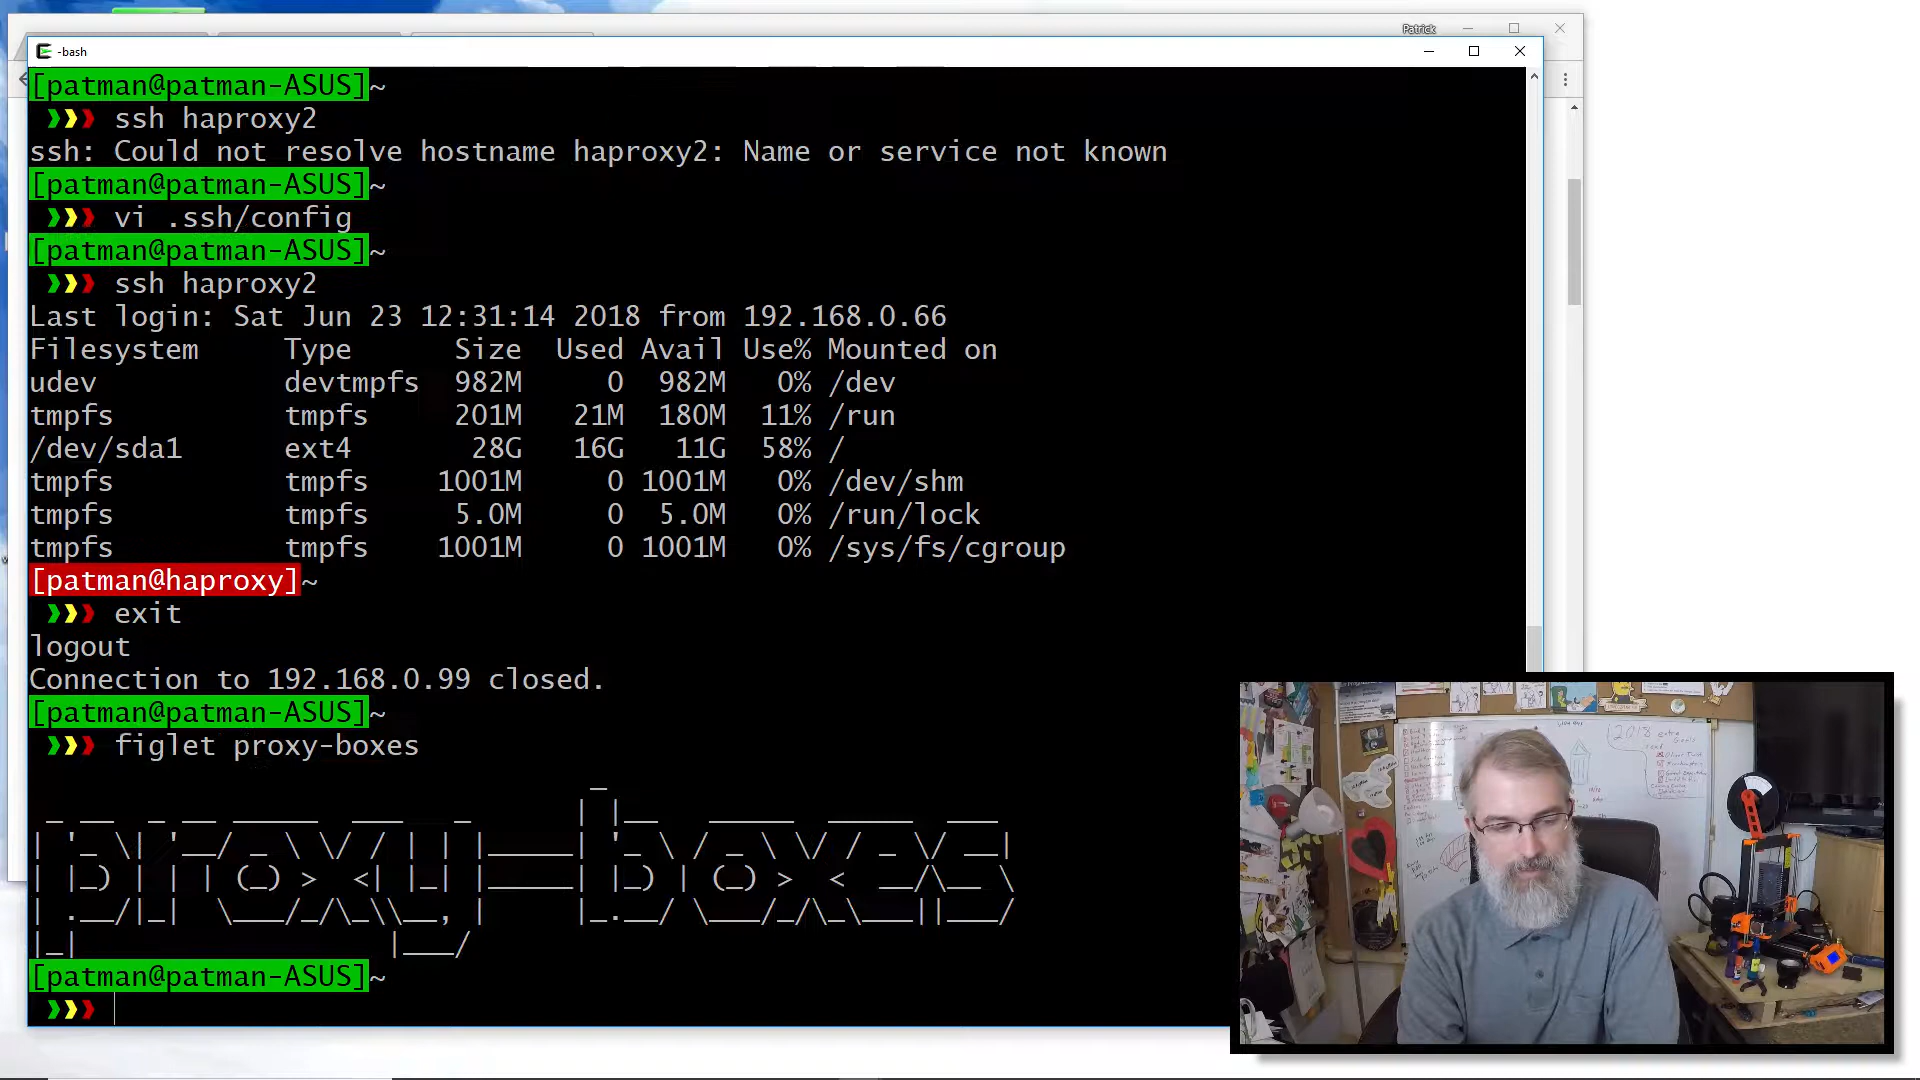 Patrick
-bash
[patman@patman-ASUS]~
❱❱❱ ssh haproxy2
ssh: Could not resolve hostname haproxy2: Name or service not known
[patman@patman-ASUS]~
❱❱❱ vi .ssh/config
[patman@patman-ASUS]~
❱❱❱ ssh haproxy2
Last login: Sat Jun 23 12:31:14 2018 from 192.168.0.66
Filesystem Type Size Used Avail Use% Mounted on
udev devtmpfs 982M 0 982M 0% /dev
tmpfs tmpfs 201M 21M 180M 11% /run
/dev/sda1 ext4 28G 16G 11G 58% /
tmpfs tmpfs 1001M 0 1001M 0% /dev/shm
tmpfs tmpfs 5.0M 0 5.0M 0% /run/lock
tmpfs tmpfs 1001M 0 1001M 0% /sys/fs/cgroup
[patman@haproxy]~
❱❱❱ exit
logout
Connection to 192.168.0.99 closed.
[patman@patman-ASUS]~
❱❱❱ figlet proxy-boxes
proxy-boxes
[patman@patman-ASUS]~
❱❱❱
2018 extra
Goals